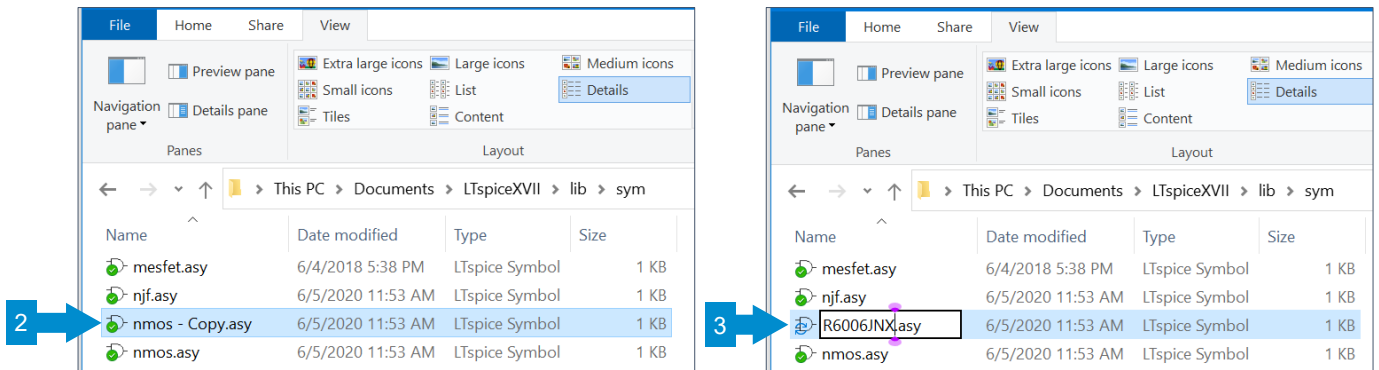 File Home Share View
Extra large icons Large icons Medium icons
Preview pane
Small icons List Details
Navigation pane
Details pane
Tiles Content
Panes Layout
This PC > Documents > LTspiceXVII > lib > sym
Name Date modified Type Size
mesfet.asy 6/4/2018 5:38 PM LTspice Symbol 1 KB
njf.asy 6/5/2020 11:53 AM LTspice Symbol 1 KB
2 nmos - Copy.asy 6/5/2020 11:53 AM LTspice Symbol 1 KB
nmos.asy 6/5/2020 11:53 AM LTspice Symbol 1 KB
File Home Share View
Extra large icons Large icons Medium icons
Preview pane
Small icons List Details
Navigation pane
Details pane
Tiles Content
Panes Layout
This PC > Documents > LTspiceXVII > lib > sym
Name Date modified Type Size
mesfet.asy 6/4/2018 5:38 PM LTspice Symbol 1 KB
njf.asy 6/5/2020 11:53 AM LTspice Symbol 1 KB
3 R6006JNX.asy 6/5/2020 11:53 AM LTspice Symbol 1 KB
nmos.asy 6/5/2020 11:53 AM LTspice Symbol 1 KB